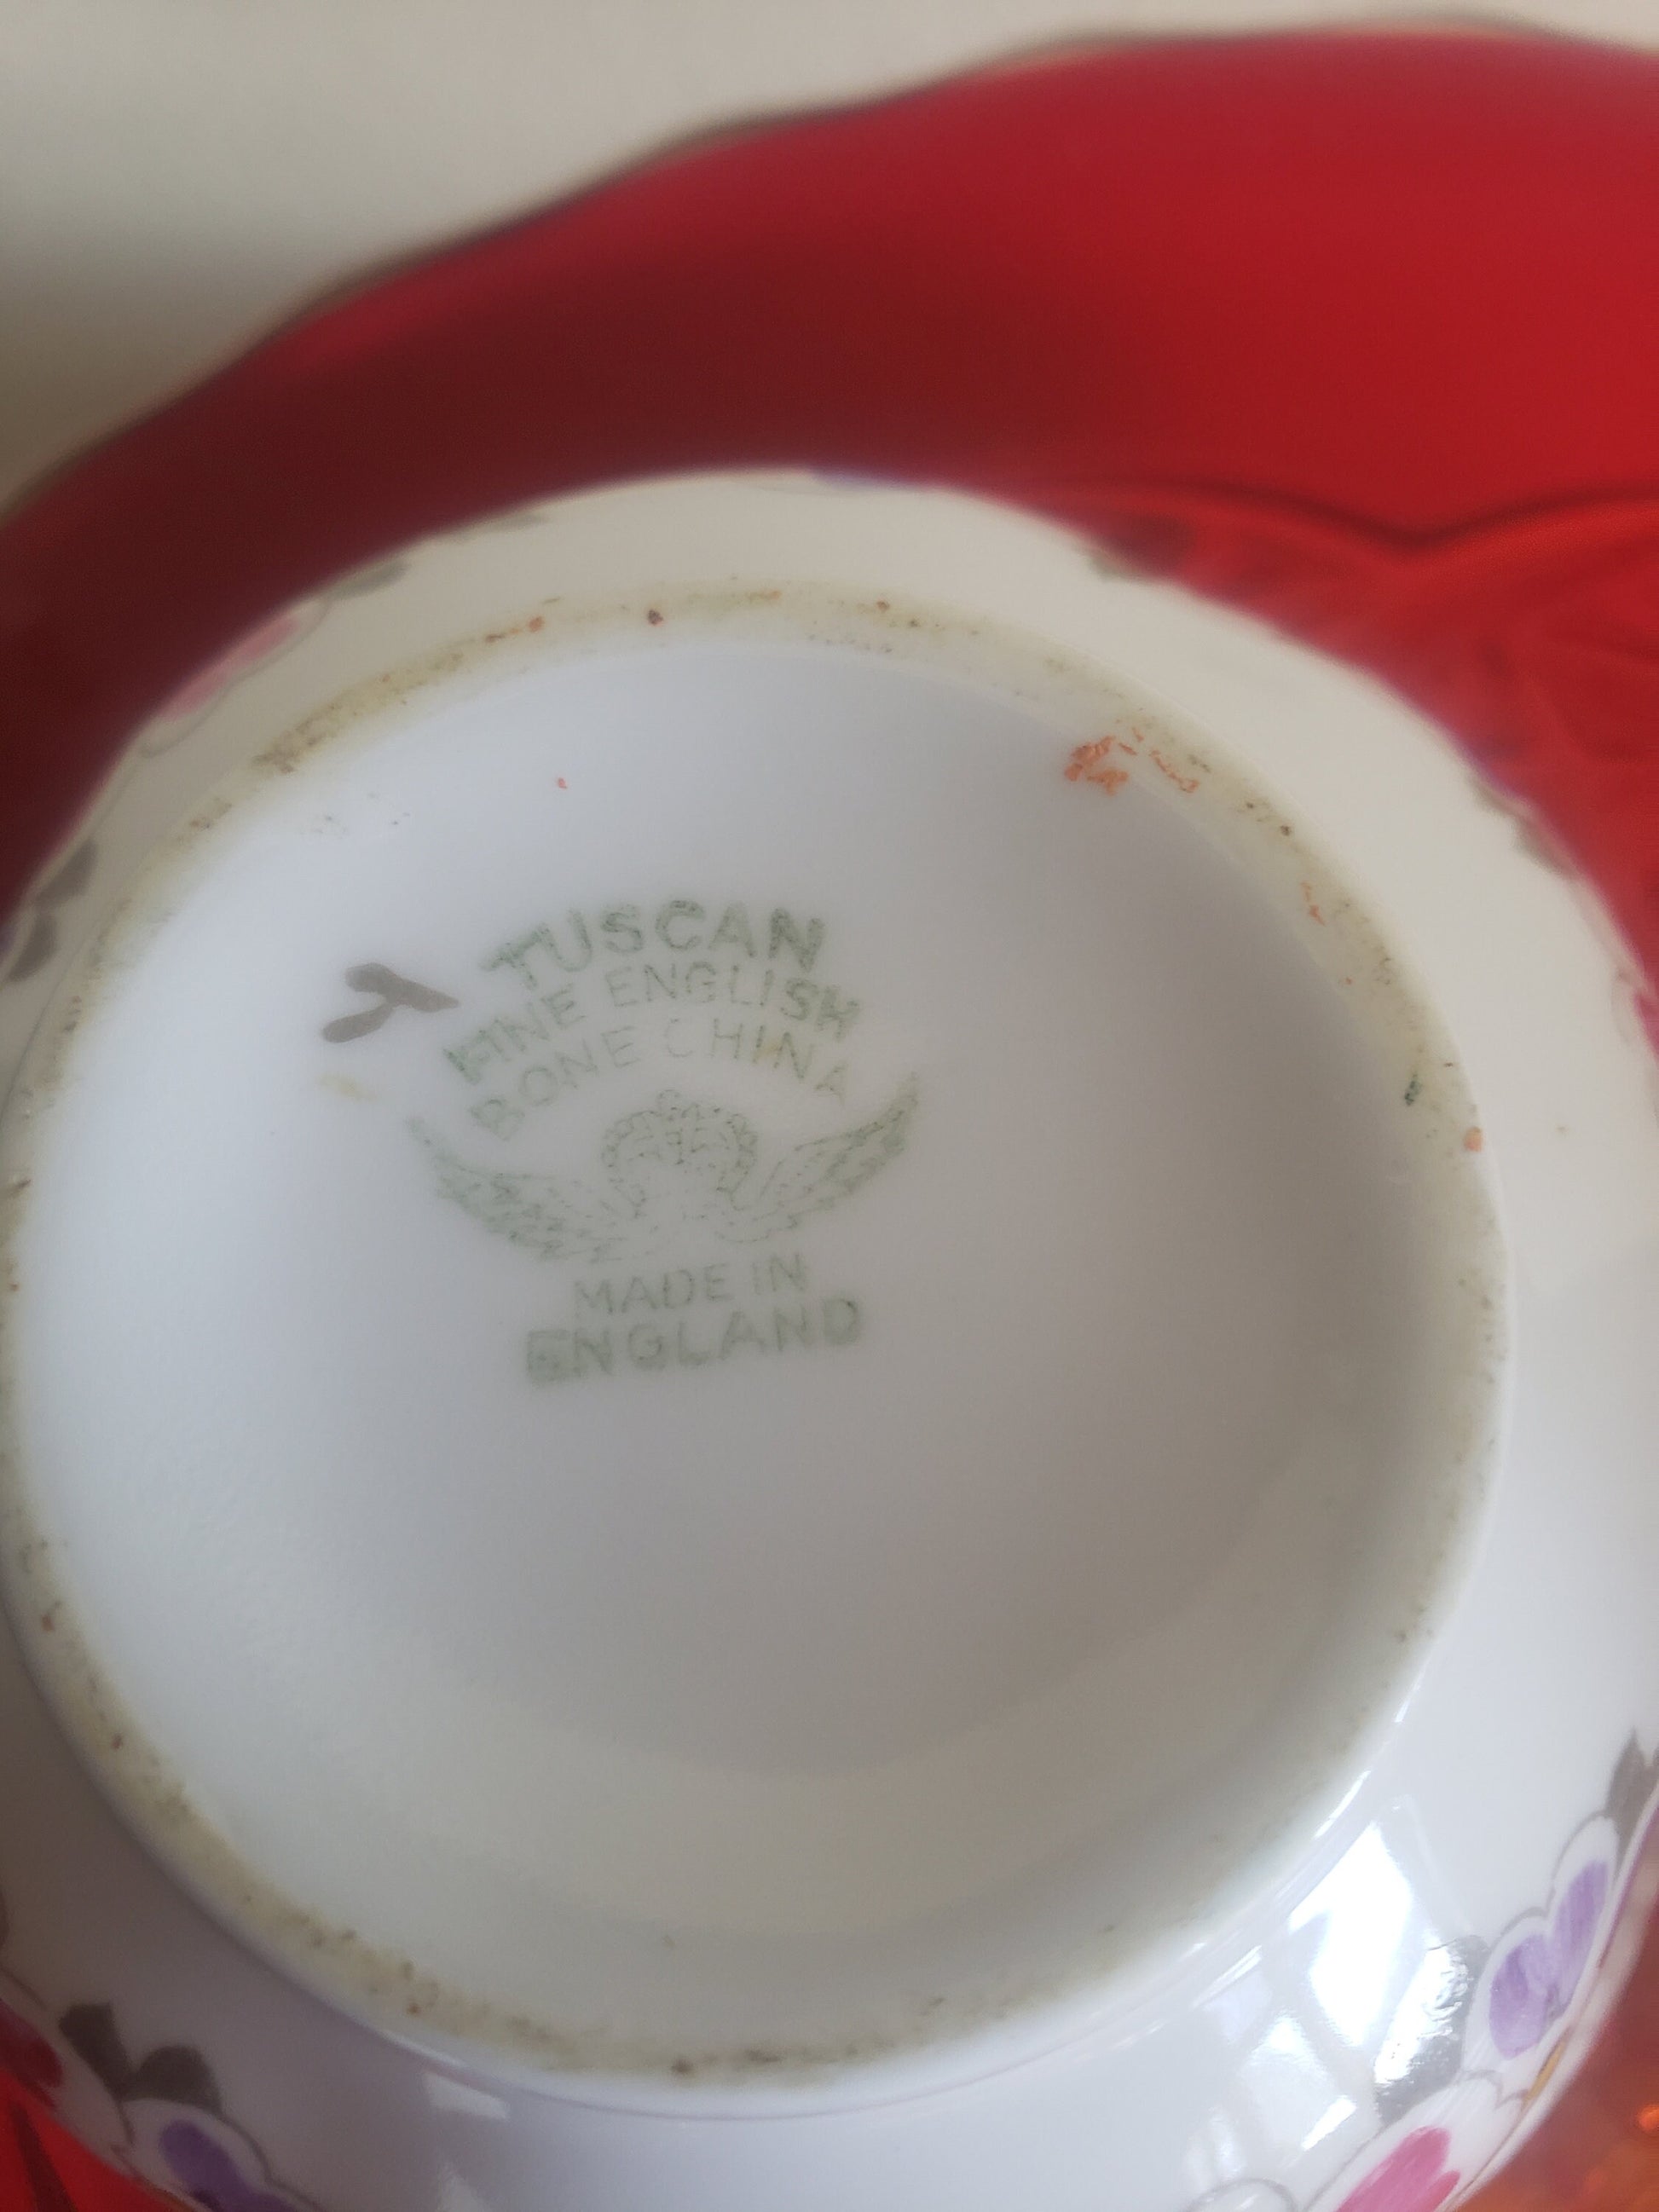 TUSCAN
FINE ENGLISH
BONE CHINA
MADE IN
ENGLAND